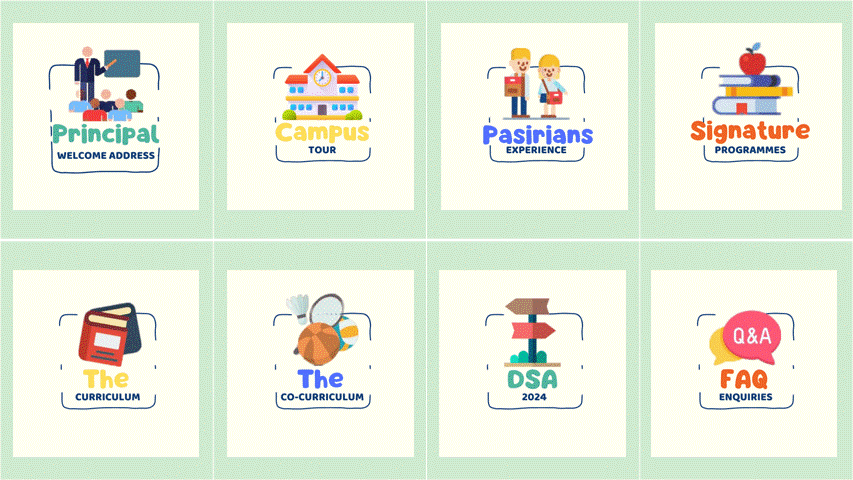 Principal
WELCOME ADDRESS
Campus
TOUR
Pasirians
EXPERIENCE
Signature
PROGRAMMES
The
CURRICULUM
The
CO-CURRICULUM
DSA
2024
Q&A
FAQ
ENQUIRIES